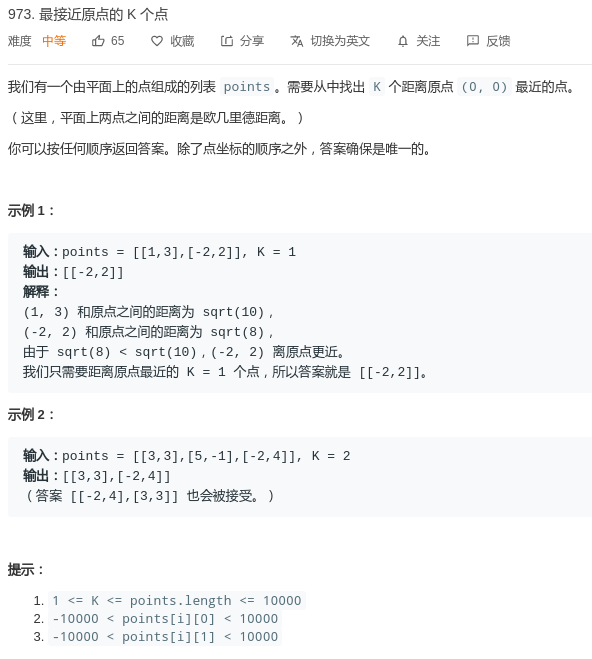 973. 最接近原点的 K 个点
难度 中等 65 收藏 分享 切换为英文 关注 反馈
我们有一个由平面上的点组成的列表 points。需要从中找出 K 个距离原点 (0, 0) 最近的点。
（这里，平面上两点之间的距离是欧几里德距离。）
你可以按任何顺序返回答案。除了点坐标的顺序之外，答案确保是唯一的。
示例 1：
输入：points = [[1,3],[-2,2]], K = 1
输出：[[-2,2]]
解释：
(1, 3) 和原点之间的距离为 sqrt(10)，
(-2, 2) 和原点之间的距离为 sqrt(8)，
由于 sqrt(8) < sqrt(10)，(-2, 2) 离原点更近。
我们只需要距离原点最近的 K = 1 个点，所以答案就是 [[-2,2]]。
示例 2：
输入：points = [[3,3],[5,-1],[-2,4]], K = 2
输出：[[3,3],[-2,4]]
（答案 [[-2,4],[3,3]] 也会被接受。）
提示：
1. 1 <= K <= points.length <= 10000
2. -10000 < points[i][0] < 10000
3. -10000 < points[i][1] < 10000